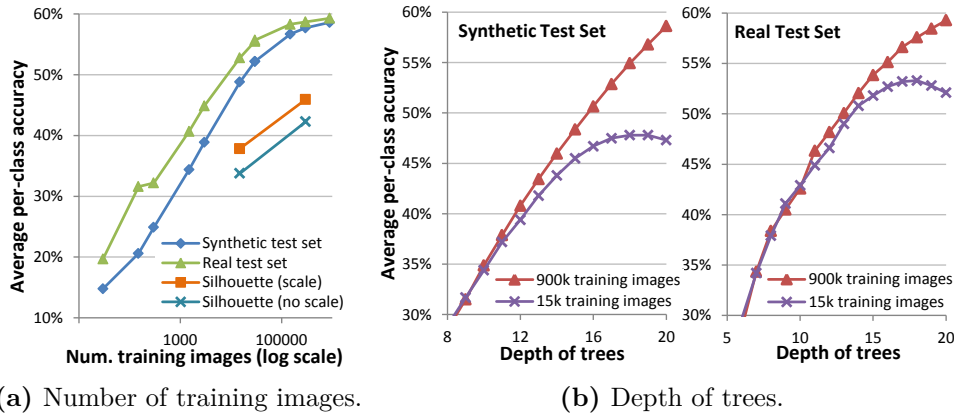 60%
50%
40%
30%
20%
10%
Average per-class accuracy
Synthetic test set
Real test set
Silhouette (scale)
Silhouette (no scale)
1000
100000
Num. training images (log scale)
60%
55%
50%
45%
40%
35%
30%
Average per-class accuracy
Synthetic Test Set
900k training images
15k training images
8
12
16
20
Depth of trees
60%
55%
50%
45%
40%
35%
30%
Real Test Set
900k training images
15k training images
5
10
15
20
Depth of trees
(a) Number of training images.
(b) Depth of trees.